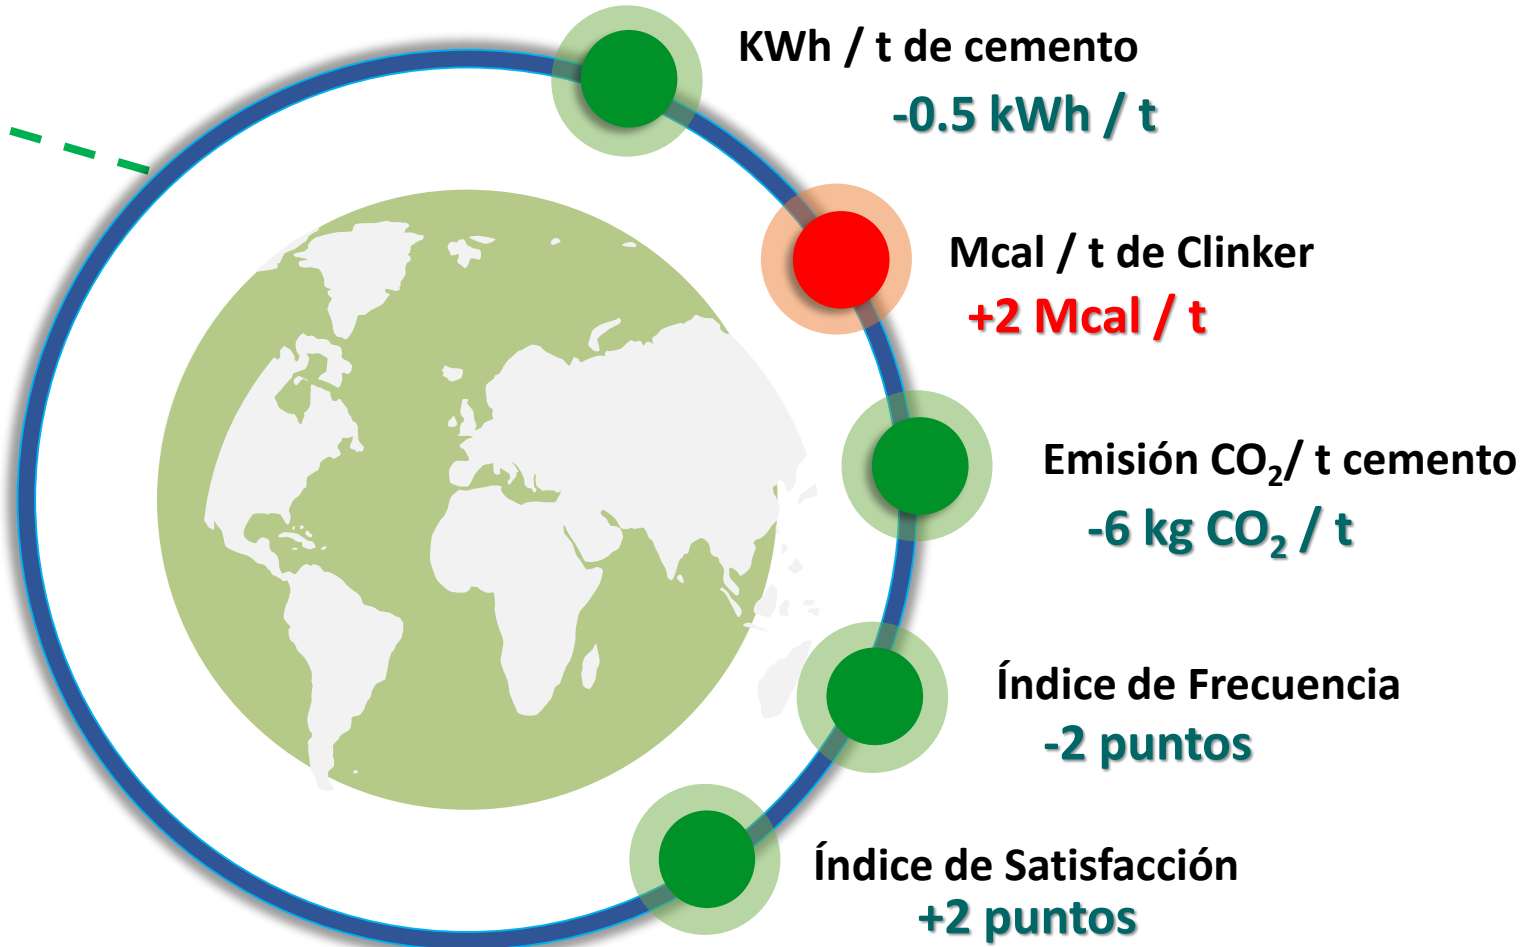 KWh / t de cemento
-0.5 kWh / t
Mcal / t de Clinker
+2 Mcal / t
Emisión CO₂/ t cemento
-6 kg CO₂ / t
Índice de Frecuencia
-2 puntos
Índice de Satisfacción
+2 puntos